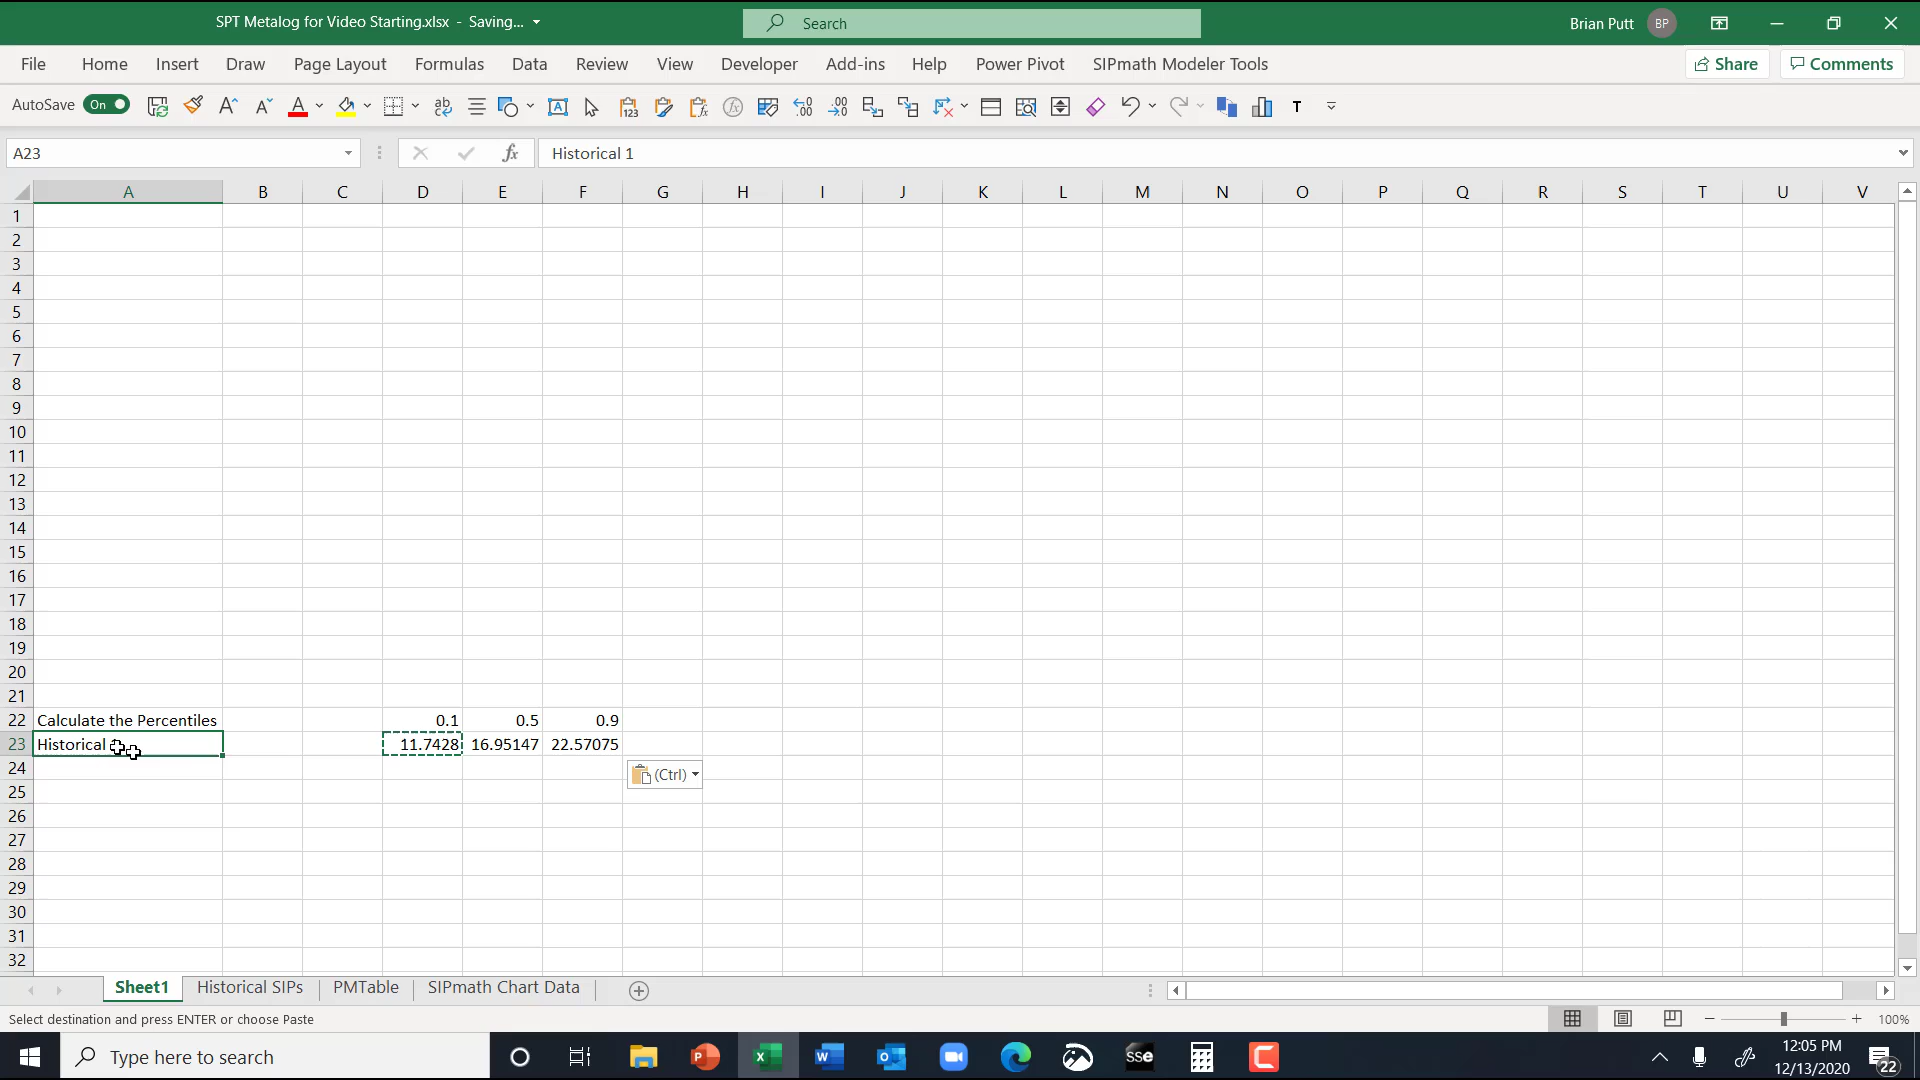 SPT Metalog for Video Starting.xlsx - Saving...
Search
Brian Putt BP
File Home Insert Draw Page Layout Formulas Data Review View Developer Add-ins Help Power Pivot SIPmath Modeler Tools Share Comments
AutoSave On
A23 fx Historical 1
A B C D E F G H I J K L M N O P Q R S T U V
1
2
3
4
5
6
7
8
9
10
11
12
13
14
15
16
17
18
19
20
21
22 Calculate the Percentiles 0.1 0.5 0.9
23 Historical 11.7428 16.95147 22.57075
24 (Ctrl)
25
26
27
28
29
30
31
32
Sheet1 Historical SIPs PMTable SIPmath Chart Data
Select destination and press ENTER or choose Paste 100%
Type here to search
SSe
12:05 PM
12/13/2020 22